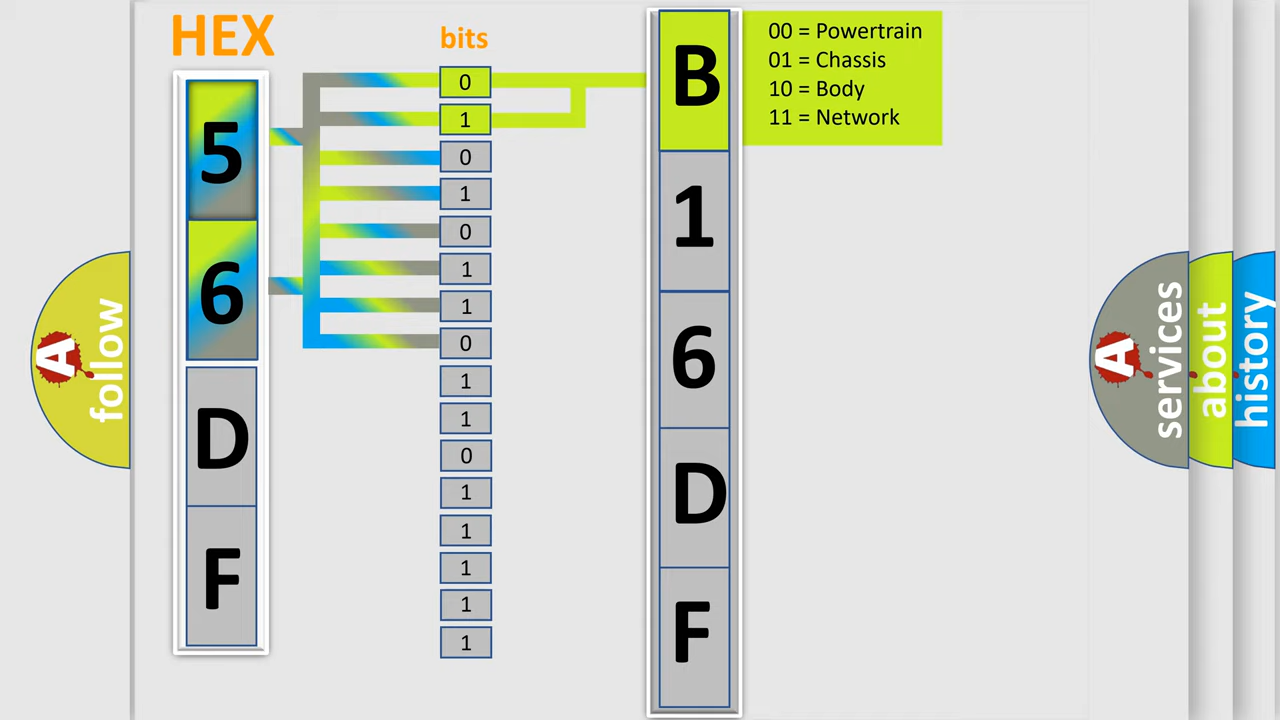 HEX
bits
5
6
D
F
0
1
0
1
0
1
1
0
1
1
0
1
1
1
1
1
B
1
6
D
F
00 = Powertrain
01 = Chassis
10 = Body
11 = Network
A
follow
A
services
about
history